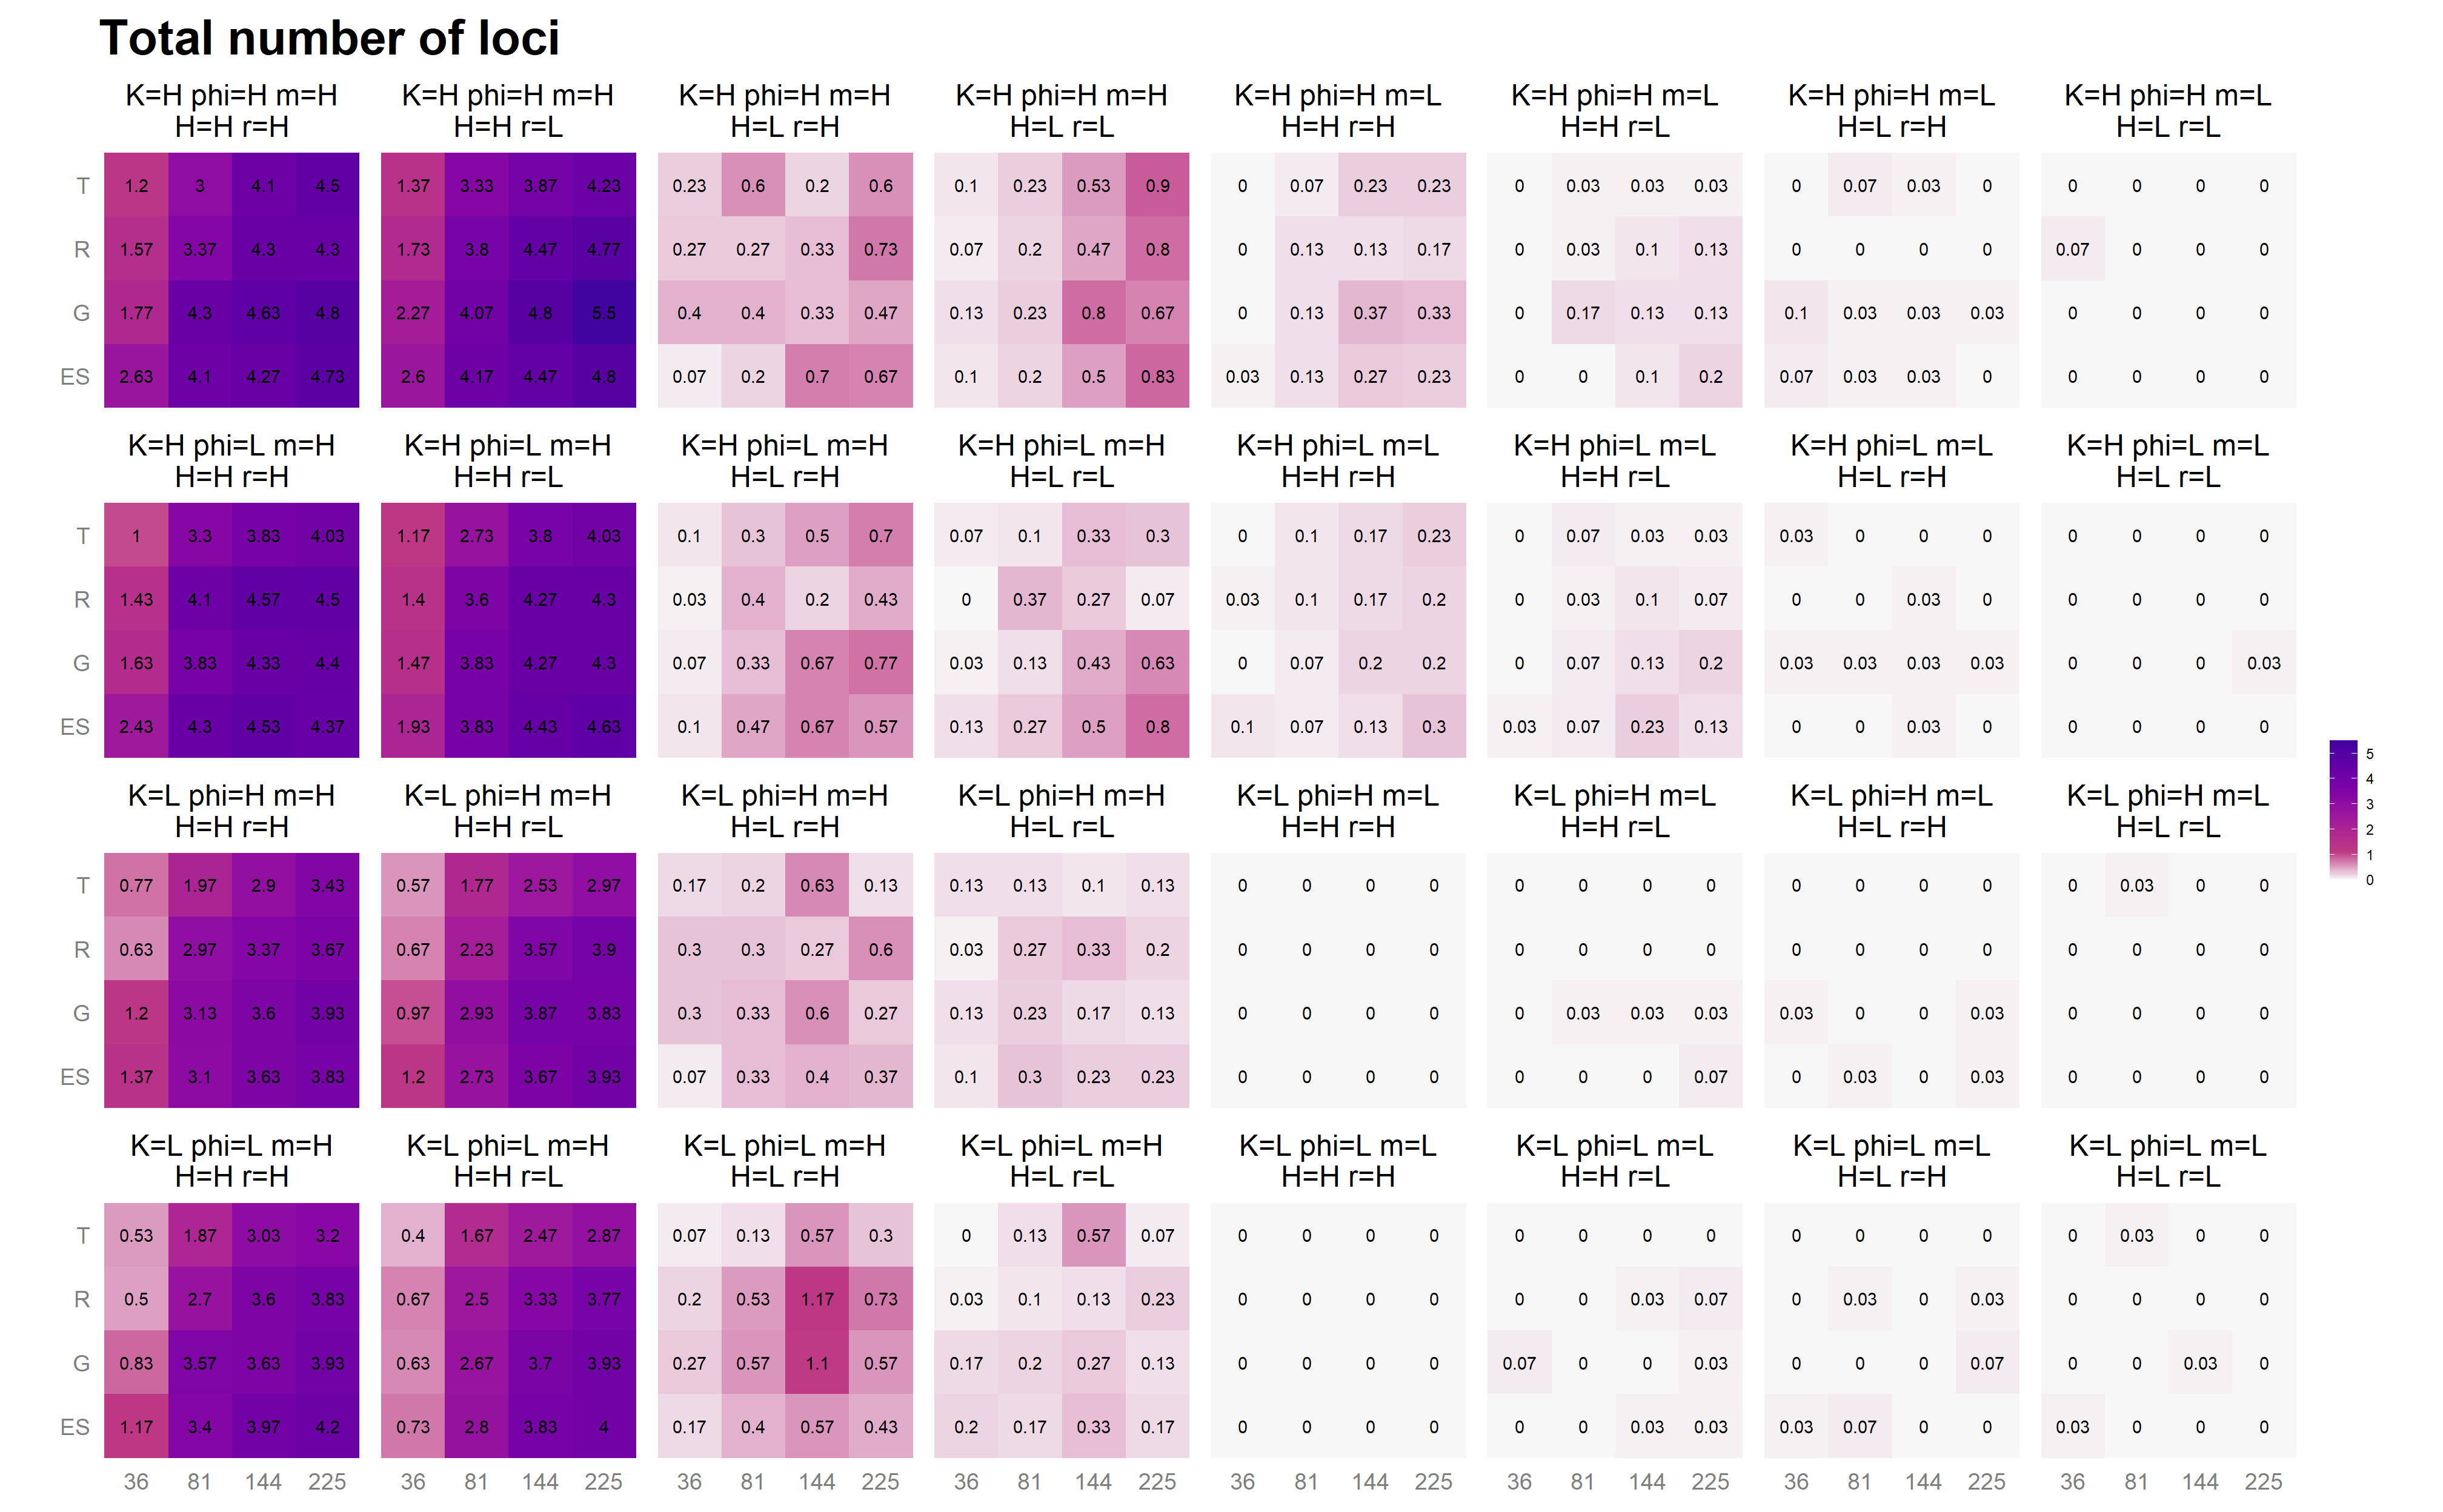 Total number of loci
K=H phi=H m=H K=H phi=H m=H K=H phi=H m=H K=H phi=H m=H K=H phi=H m=L K=H phi=H m=L K=H phi=H m=L K=H phi=H m=L
H=H r=H H=H r=L H=L r=H H=L r=L H=H r=H H=H r=L H=L r=H H=L r=L
T 1.2 3 4.1 4.5 1.37 3.33 3.87 4.23 0.23 0.6 0.2 0.6 0.1 0.23 0.53 0.9 0 0.07 0.23 0.23 0 0.03 0.03 0.03 0 0.07 0.03 0 0 0 0 0
R 1.57 3.37 4.3 4.3 1.73 3.8 4.47 4.77 0.27 0.27 0.33 0.73 0.07 0.2 0.47 0.8 0 0.13 0.13 0.17 0 0.03 0.1 0.13 0 0 0 0 0.07 0 0 0
G 1.77 4.3 4.63 4.8 2.27 4.07 4.8 5.5 0.4 0.4 0.33 0.47 0.13 0.23 0.8 0.67 0 0.13 0.37 0.33 0 0.17 0.13 0.13 0.1 0.03 0.03 0.03 0 0 0 0
ES 2.63 4.1 4.27 4.73 2.6 4.17 4.47 4.8 0.07 0.2 0.7 0.67 0.1 0.2 0.5 0.83 0.03 0.13 0.27 0.23 0 0 0.1 0.2 0.07 0.03 0.03 0 0 0 0 0
K=H phi=L m=H K=H phi=L m=H K=H phi=L m=H K=H phi=L m=H K=H phi=L m=L K=H phi=L m=L K=H phi=L m=L K=H phi=L m=L
H=H r=H H=H r=L H=L r=H H=L r=L H=H r=H H=H r=L H=L r=H H=L r=L
T 1 3.3 3.83 4.03 1.17 2.73 3.8 4.03 0.1 0.3 0.5 0.7 0.07 0.1 0.33 0.3 0 0.1 0.17 0.23 0 0.07 0.03 0.03 0.03 0 0 0 0 0 0 0
R 1.43 4.1 4.57 4.5 1.4 3.6 4.27 4.3 0.03 0.4 0.2 0.43 0 0.37 0.27 0.07 0.03 0.1 0.17 0.2 0 0.03 0.1 0.07 0 0 0.03 0 0 0 0 0
G 1.63 3.83 4.33 4.4 1.47 3.83 4.27 4.3 0.07 0.33 0.67 0.77 0.03 0.13 0.43 0.63 0 0.07 0.2 0.2 0 0.07 0.13 0.2 0.03 0.03 0.03 0.03 0 0 0 0.03
ES 2.43 4.3 4.53 4.37 1.93 3.83 4.43 4.63 0.1 0.47 0.67 0.57 0.13 0.27 0.5 0.8 0.1 0.07 0.13 0.3 0.03 0.07 0.23 0.13 0 0 0.03 0 0 0 0 0
5
4
3
2
1
0
K=L phi=H m=H K=L phi=H m=H K=L phi=H m=H K=L phi=H m=H K=L phi=H m=L K=L phi=H m=L K=L phi=H m=L K=L phi=H m=L
H=H r=H H=H r=L H=L r=H H=L r=L H=H r=H H=H r=L H=L r=H H=L r=L
T 0.77 1.97 2.9 3.43 0.57 1.77 2.53 2.97 0.17 0.2 0.63 0.13 0.13 0.13 0.1 0.13 0 0 0 0 0 0 0 0 0 0 0 0 0 0.03 0 0
R 0.63 2.97 3.37 3.67 0.67 2.23 3.57 3.9 0.3 0.3 0.27 0.6 0.03 0.27 0.33 0.2 0 0 0 0 0 0 0 0 0 0 0 0 0 0 0 0
G 1.2 3.13 3.6 3.93 0.97 2.93 3.87 3.83 0.3 0.33 0.6 0.27 0.13 0.23 0.17 0.13 0 0 0 0 0 0.03 0.03 0.03 0.03 0 0 0.03 0 0 0 0
ES 1.37 3.1 3.63 3.83 1.2 2.73 3.67 3.93 0.07 0.33 0.4 0.37 0.1 0.3 0.23 0.23 0 0 0 0 0 0 0 0.07 0 0.03 0 0.03 0 0 0 0
K=L phi=L m=H K=L phi=L m=H K=L phi=L m=H K=L phi=L m=H K=L phi=L m=L K=L phi=L m=L K=L phi=L m=L K=L phi=L m=L
H=H r=H H=H r=L H=L r=H H=L r=L H=H r=H H=H r=L H=L r=H H=L r=L
T 0.53 1.87 3.03 3.2 0.4 1.67 2.47 2.87 0.07 0.13 0.57 0.3 0 0.13 0.57 0.07 0 0 0 0 0 0 0 0 0 0 0 0 0 0.03 0 0
R 0.5 2.7 3.6 3.83 0.67 2.5 3.33 3.77 0.2 0.53 1.17 0.73 0.03 0.1 0.13 0.23 0 0 0 0 0 0 0.03 0.07 0 0.03 0 0.03 0 0 0 0
G 0.83 3.57 3.63 3.93 0.63 2.67 3.7 3.93 0.27 0.57 1.1 0.57 0.17 0.2 0.27 0.13 0 0 0 0 0.07 0 0 0.03 0 0 0 0.07 0 0 0.03 0
ES 1.17 3.4 3.97 4.2 0.73 2.8 3.83 4 0.17 0.4 0.57 0.43 0.2 0.17 0.33 0.17 0 0 0 0 0 0 0.03 0.03 0.03 0.07 0 0 0.03 0 0 0
36 81 144 225 36 81 144 225 36 81 144 225 36 81 144 225 36 81 144 225 36 81 144 225 36 81 144 225 36 81 144 225